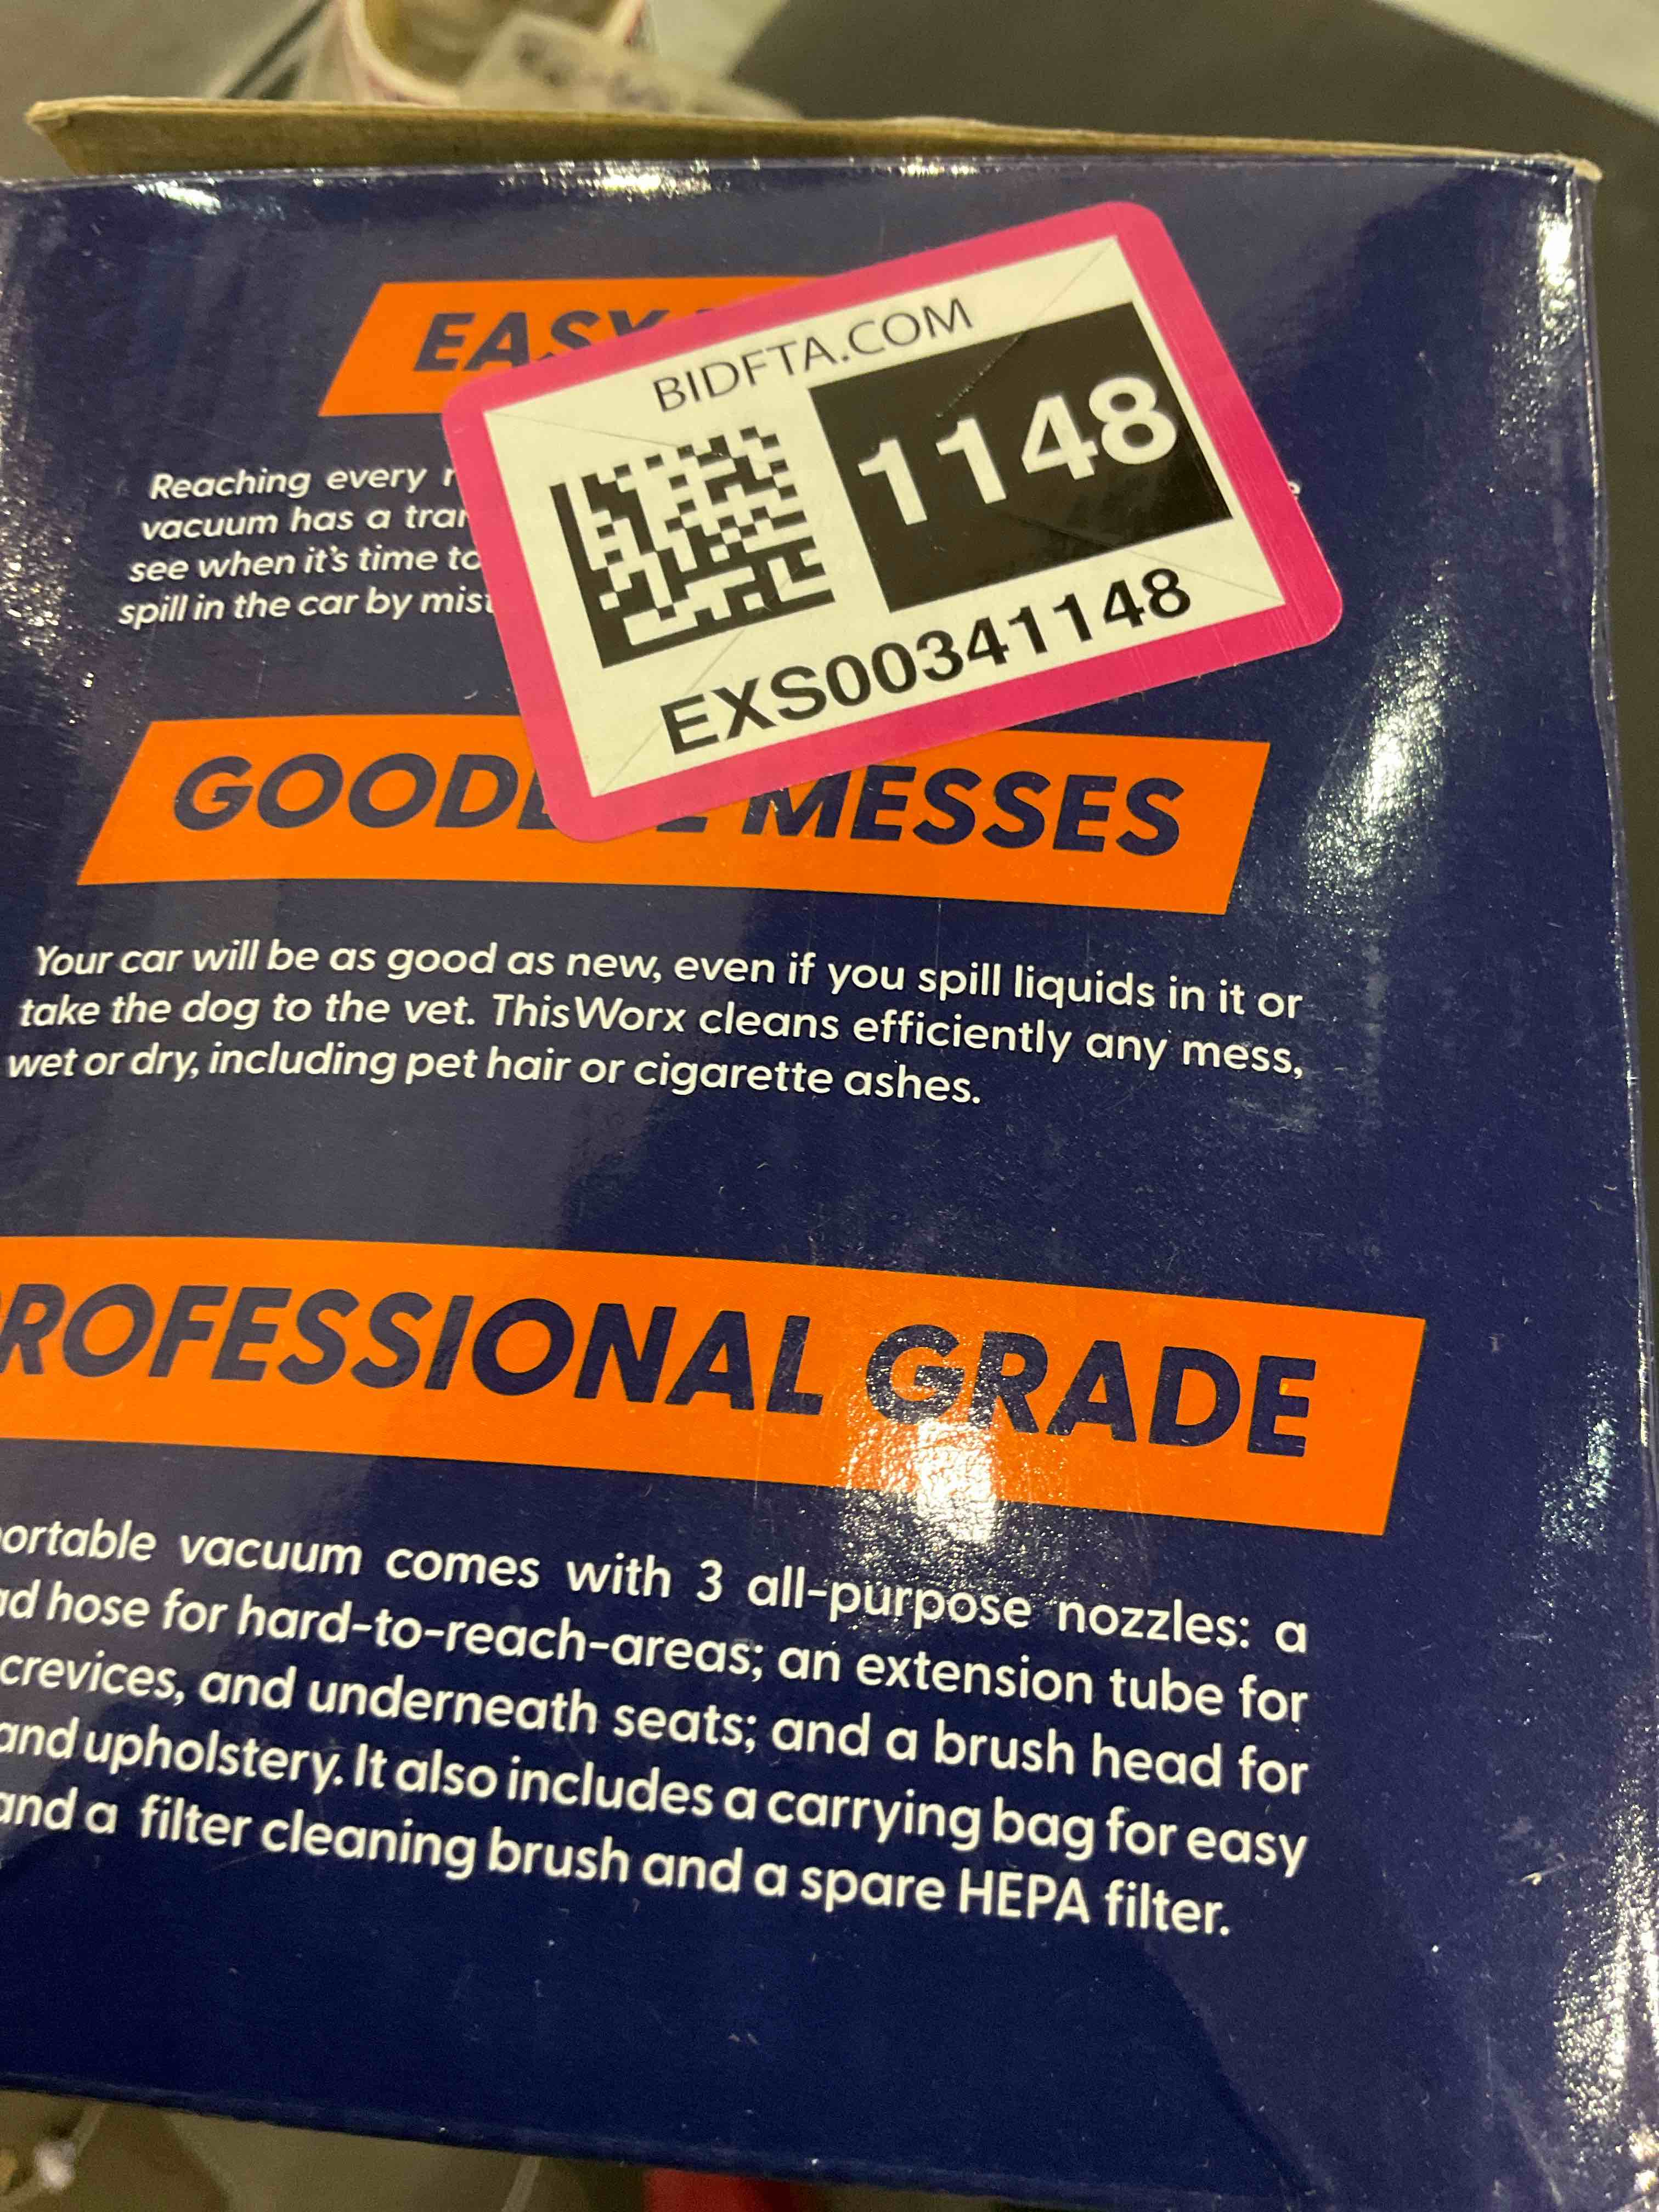 EASY
BIDFTA.COM
1148
EXS00341148
Reaching every
vacuum has a
see when it's time to
spill in the car by
GOODBYE MESSES
Your car will be as good as new, even if you spill liquids in it or
take the dog to the vet. ThisWorx cleans efficiently any mess,
wet or dry, including pet hair or cigarette ashes.
ROFESSIONAL GRADE
ortable vacuum comes with 3 all-purpose nozzles: a
hose for hard-to-reach-areas; an extension tube for
crevices, and underneath seats; and a brush head for
and upholstery. It also includes a carrying bag for easy
and a filter cleaning brush and a spare HEPA filter.